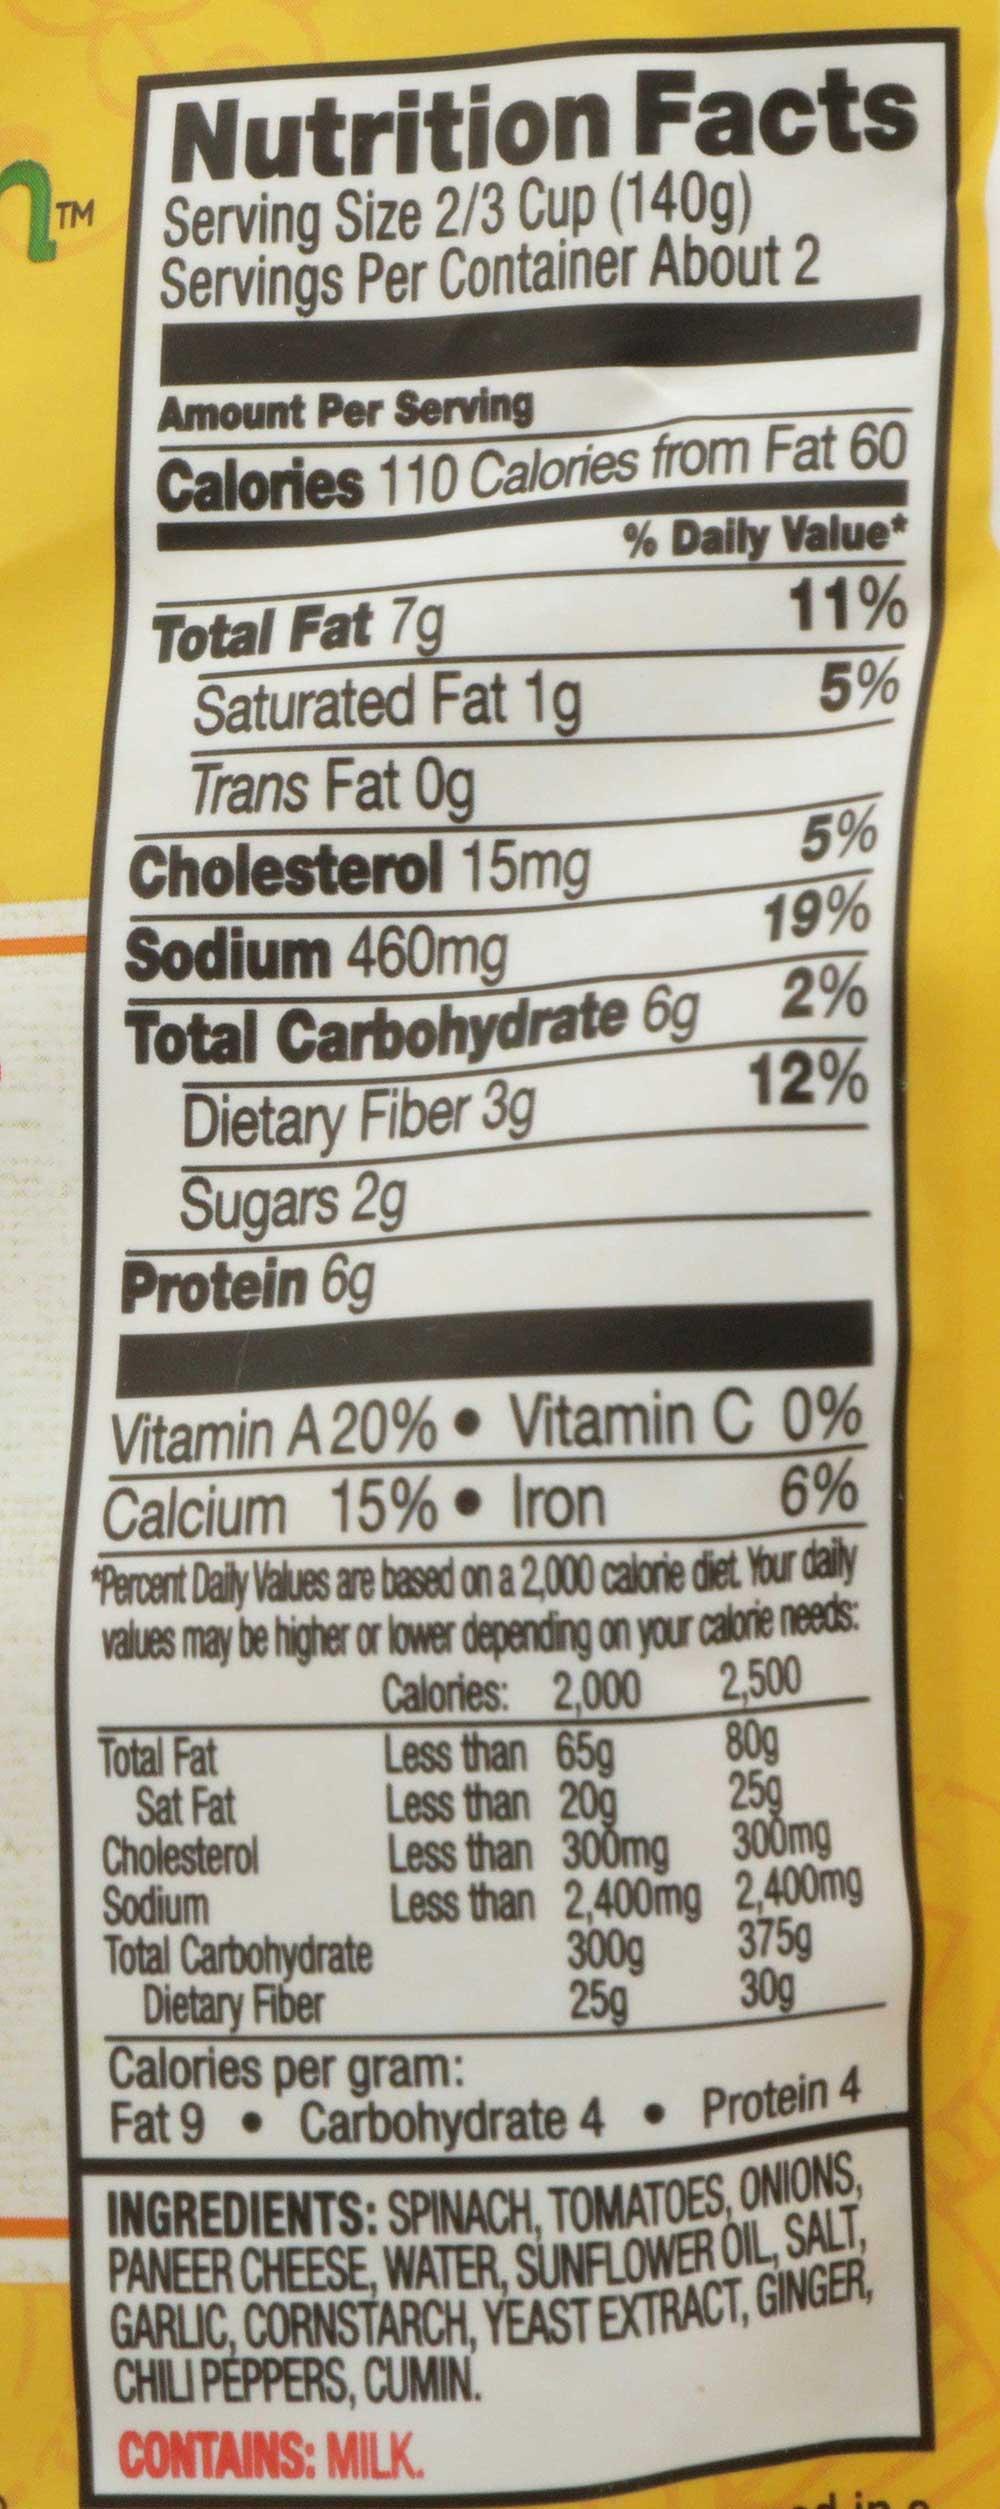 TM
Nutrition Facts
Serving Size 2/3 Cup (140g)
Servings Per Container About 2
Amount Per Serving
Calories 110 Calories from Fat 60
% Daily Value*
Total Fat 7g 11%
Saturated Fat 1g 5%
Trans Fat 0g
Cholesterol 15mg 5%
Sodium 460mg 19%
Total Carbohydrate 6g 2%
Dietary Fiber 3g 12%
Sugars 2g
Protein 6g
Vitamin A 20% • Vitamin C 0%
Calcium 15% • Iron 6%
*Percent Daily Values are based on a 2,000 calorie diet. Your daily
values may be higher or lower depending on your calorie needs:
Calories: 2,000 2,500
Total Fat Less than 65g 80g
Sat Fat Less than 20g 25g
Cholesterol Less than 300mg 300mg
Sodium Less than 2,400mg 2,400mg
Total Carbohydrate 300g 375g
Dietary Fiber 25g 30g
Calories per gram:
Fat 9 • Carbohydrate 4 • Protein 4
INGREDIENTS: SPINACH, TOMATOES, ONIONS,
PANEER CHEESE, WATER, SUNFLOWER OIL, SALT,
GARLIC, CORNSTARCH, YEAST EXTRACT, GINGER,
CHILI PEPPERS, CUMIN.
CONTAINS: MILK.